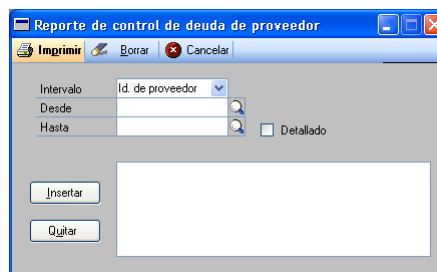 Reporte de control de deuda de proveedor
Imprimir Borrar Cancelar
Intervalo Id. de proveedor
Desde
Hasta Detallado
Insertar
Quitar